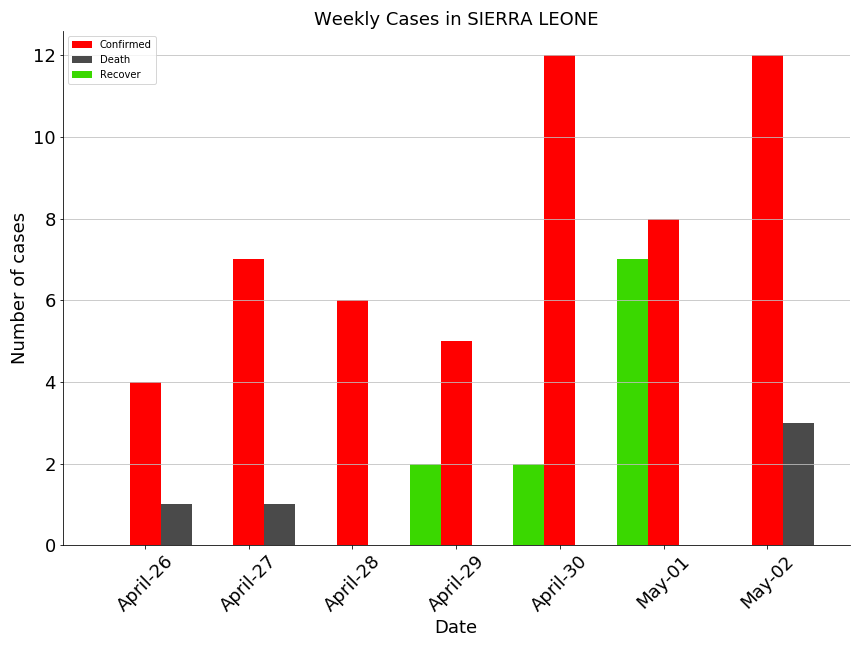 Weekly Cases in SIERRA LEONE
Confirmed
Death
Recover
Number of cases
12
10
8
6
4
2
0
April-26
April-27
April-28
April-29
April-30
May-01
May-02
Date